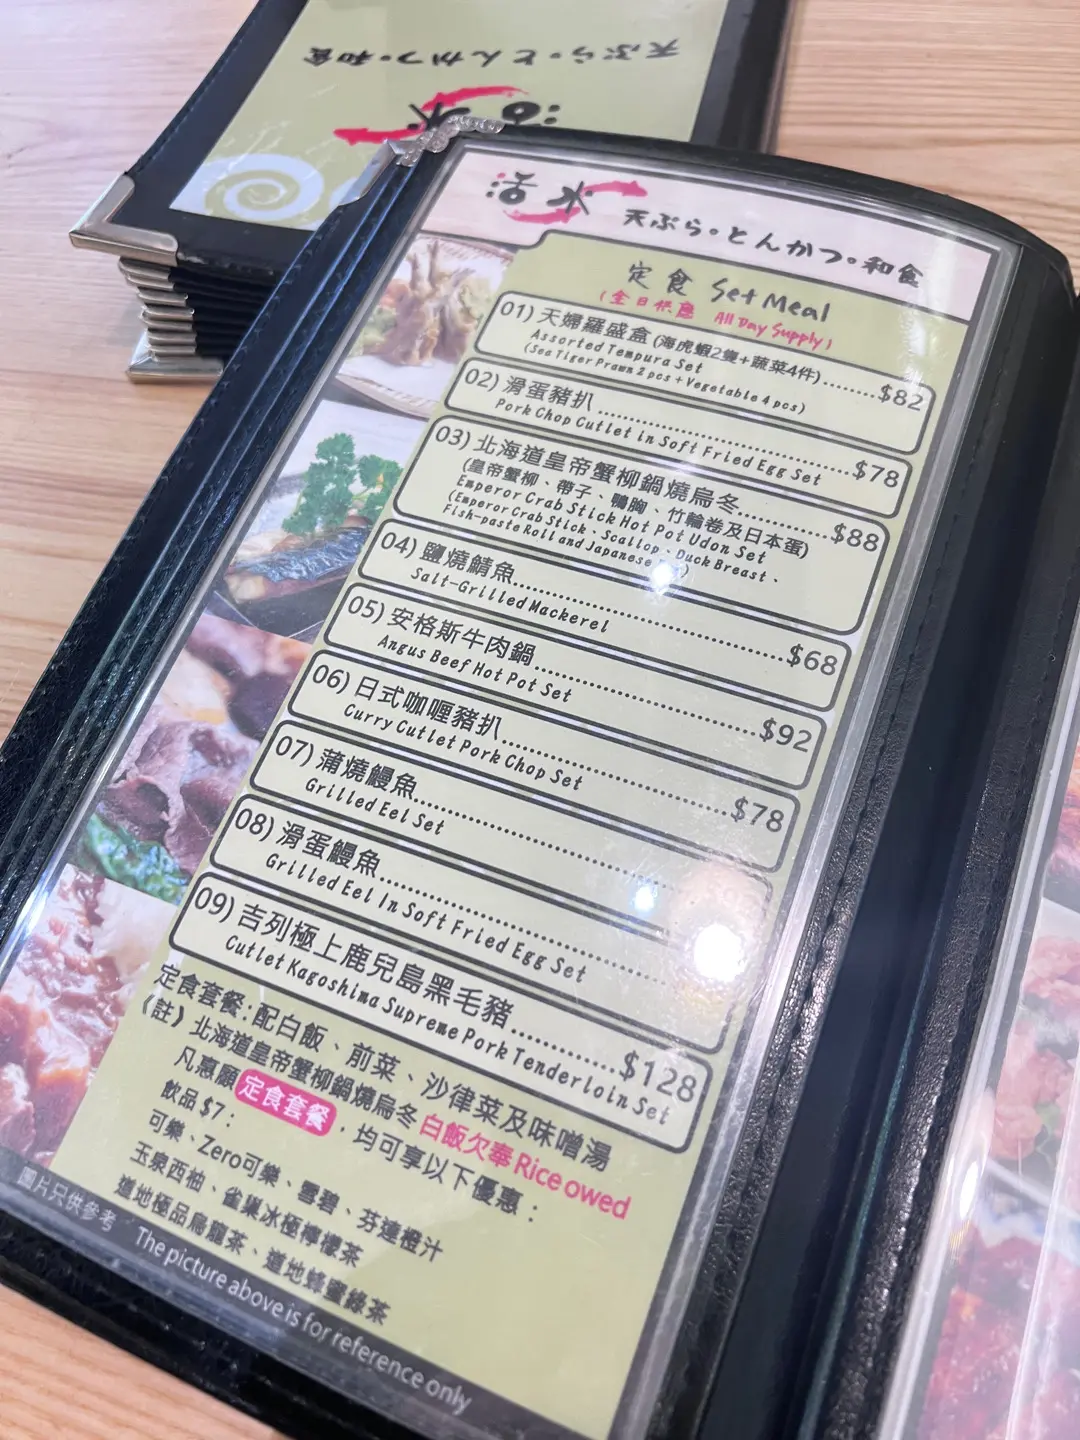 天ぷら。とんかつ。和食
活水
活水
天ぷら。とんかつ。和食
定食 Set Meal
(全日供應 All Day Supply)
01) 天婦羅盛盒 (海虎蝦2隻+蔬菜4件)........$82
Assorted Tempura Set
(Sea Tiger Prawn 2 pcs + Vegetable 4 pcs)
02) 滑蛋豬扒........$78
Pork Chop Cutlet in Soft Fried Egg Set
03) 北海道皇帝蟹柳鍋燒烏冬........$88
(皇帝蟹柳、帶子、鴨胸、竹輪卷及日本蛋)
Emperor Crab Stick Hot Pot Udon Set
(Emperor Crab Stick、Scallop、Duck Breast、
Fish-paste Roll and Japanese
04) 鹽燒鯖魚........$68
Salt-Grilled Mackerel
05) 安格斯牛肉鍋........$92
Angus Beef Hot Pot Set
06) 日式咖喱豬扒........$78
Curry Cutlet Pork Chop Set
07) 蒲燒鰻魚........
Grilled Eel Set
08) 滑蛋鰻魚........
Grilled Eel In Soft Fried Egg Set
09) 吉列極上鹿兒島黑毛豬........$128
Cutlet Kagoshima Supreme Pork Tenderloin Set
定食套餐:配白飯、前菜、沙律菜及味噌湯
(註) 北海道皇帝蟹柳鍋燒烏冬 白飯欠奉 Rice owed
凡惠顧定食套餐，均可享以下優惠：
飲品 $7：
可樂、Zero可樂、雪碧、芬達橙汁
玉泉西柚、雀巢冰極檸檬茶
道地極品烏龍茶、道地蜂蜜綠茶
圖片只供參考 The picture above is for reference only